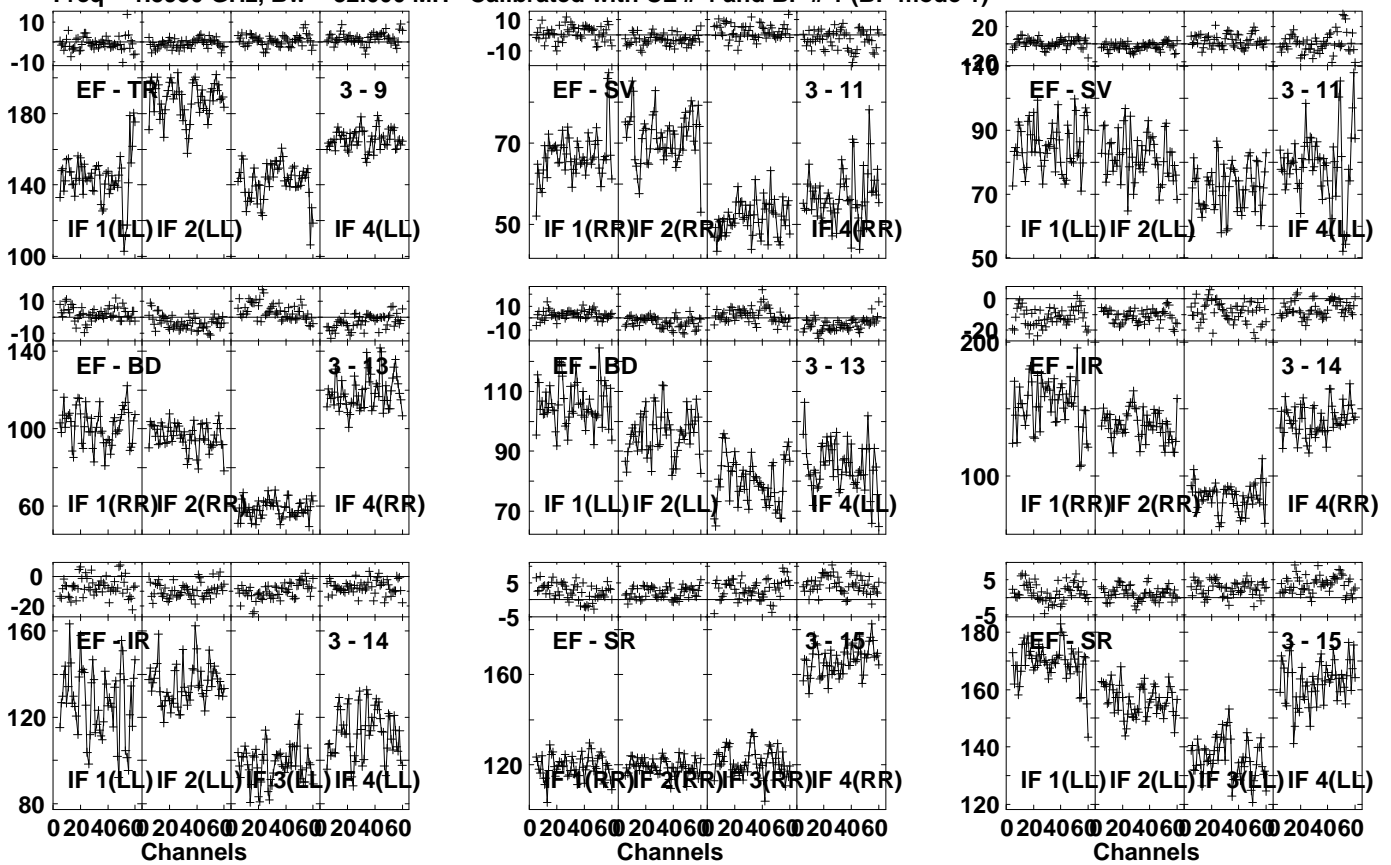 10
-10
EF - TR 3 - 9
180
140
100
IF 1(LL) IF 2(LL) IF 4(LL)
10
-10
EF - SV 3 - 11
70
50
IF 1(RR) IF 2(RR) IF 4(RR)
20
-20
110
EF - SV 3 - 11
90
70
50
IF 1(LL) IF 2(LL) IF 4(LL)
10
-10
140
EF - BD 3 - 13
100
60
IF 1(RR) IF 2(RR) IF 4(RR)
10
-10
EF - BD 3 - 13
110
90
70
IF 1(LL) IF 2(LL) IF 4(LL)
0
-20
200
EF - IR 3 - 14
100
IF 1(RR) IF 2(RR) IF 4(RR)
0
-20
160
EF - IR 3 - 14
120
80
IF 1(LL) IF 2(LL) IF 3(LL) IF 4(LL)
0 204060 0 204060 0 204060 0 204060
Channels
5
-5
EF - SR 3 - 15
160
120
IF 1(RR) IF 2(RR) IF 3(RR) IF 4(RR)
0 204060 0 204060 0 204060 0 204060
Channels
5
-5
180
EF - SR 3 - 15
160
140
120
IF 1(LL) IF 2(LL) IF 3(LL) IF 4(LL)
0 204060 0 204060 0 204060 0 204060
Channels